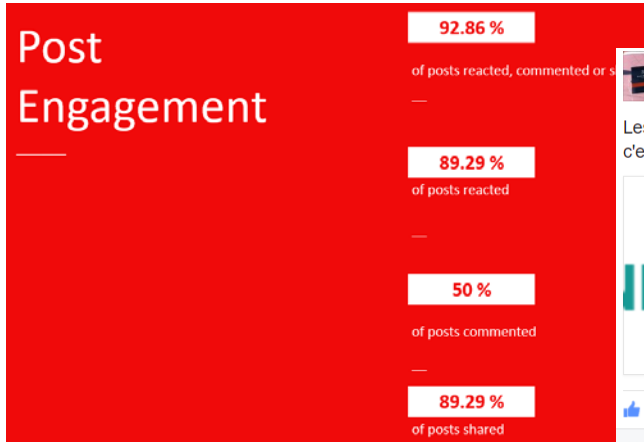 Post
Engagement
92.86 %
of posts reacted, commented or s
89.29 %
of posts reacted
50 %
of posts commented
89.29 %
of posts shared
Les
c'e